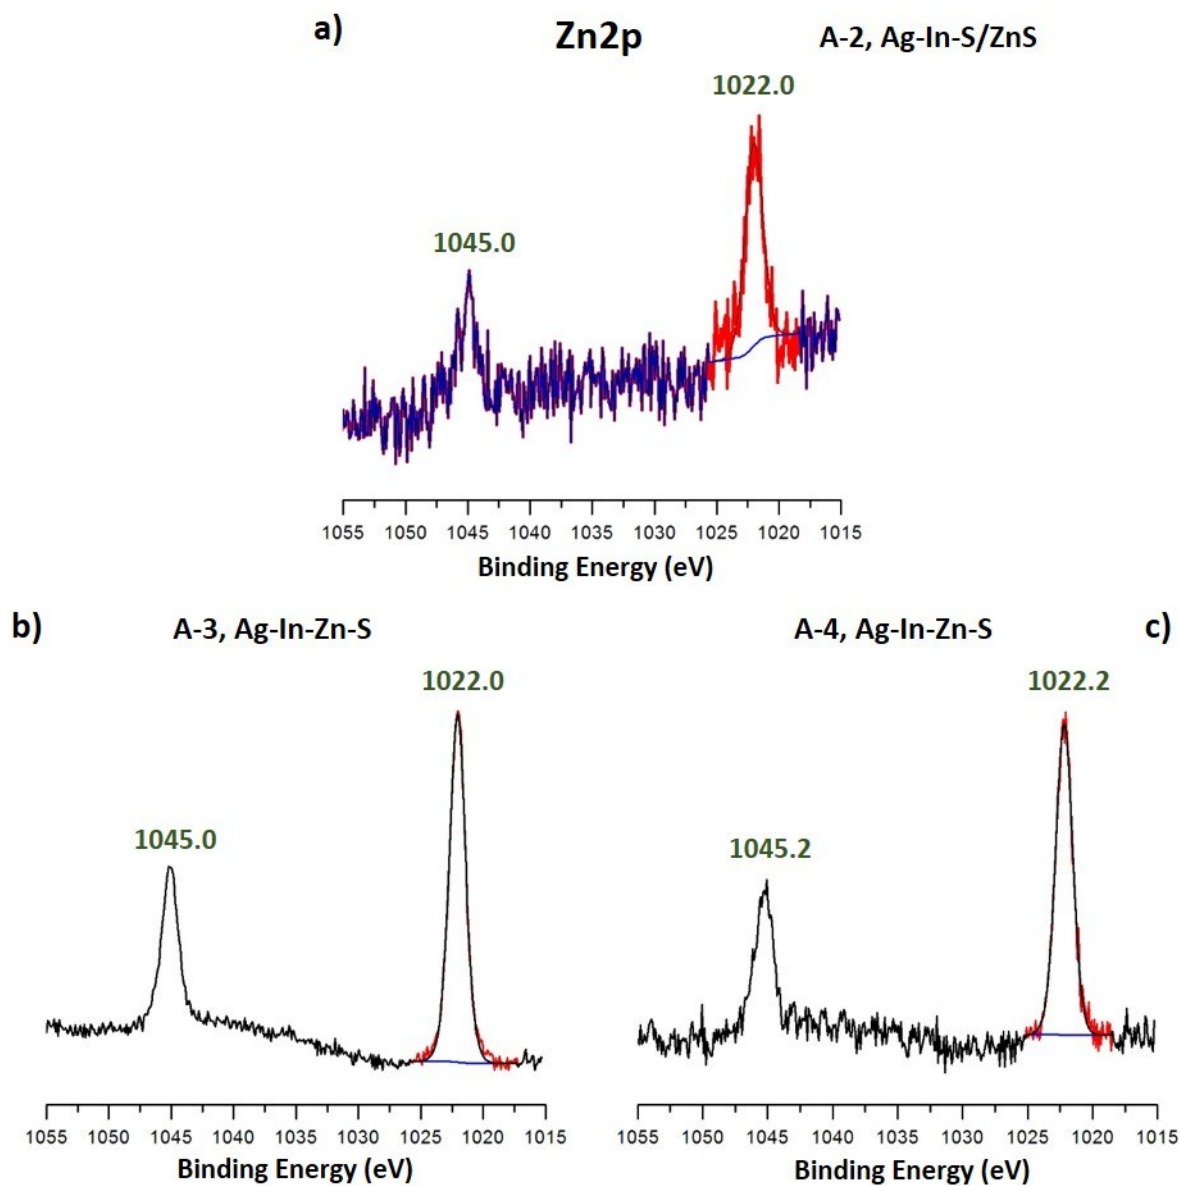 a) Zn2p A-2, Ag-In-S/ZnS
1022.0
1045.0
1055 1050 1045 1040 1035 1030 1025 1020 1015
Binding Energy (eV)
b) A-3, Ag-In-Zn-S
1022.0
1045.0
1055 1050 1045 1040 1035 1030 1025 1020 1015
Binding Energy (eV)
A-4, Ag-In-Zn-S c)
1022.2
1045.2
1055 1050 1045 1040 1035 1030 1025 1020 1015
Binding Energy (eV)